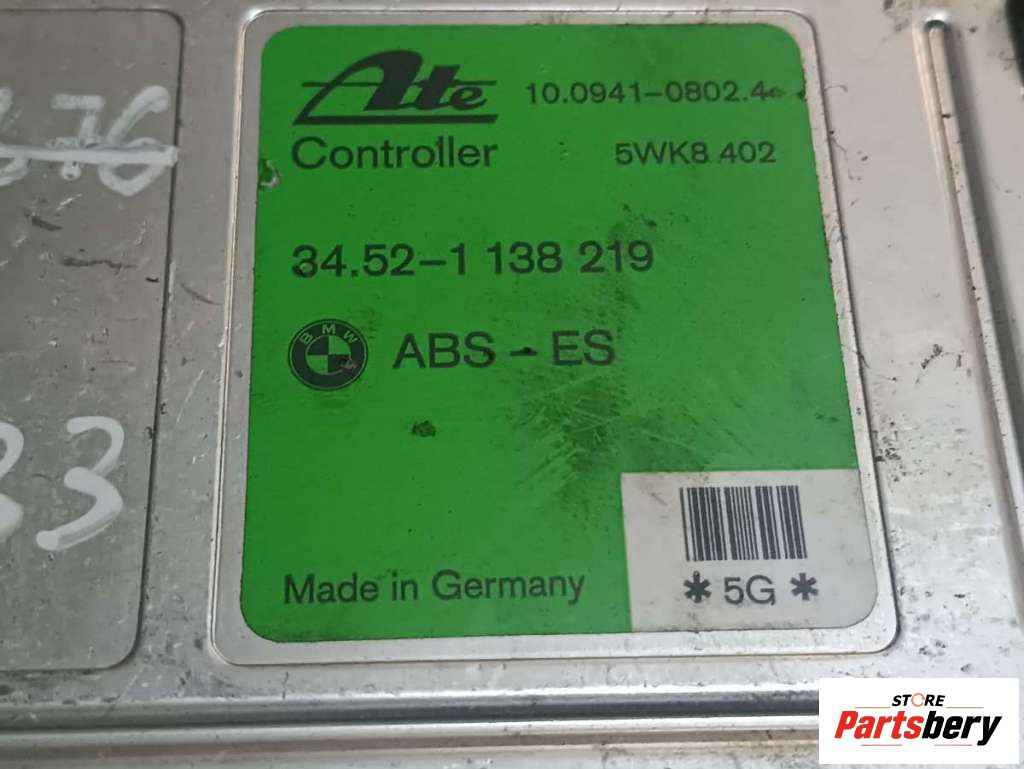 Ate 10.0941-0802.4
Controller 5WK8 402
34.52-1 138 219
BMW ABS - ES
Made in Germany
* 5G *
33
STORE
Partsbery